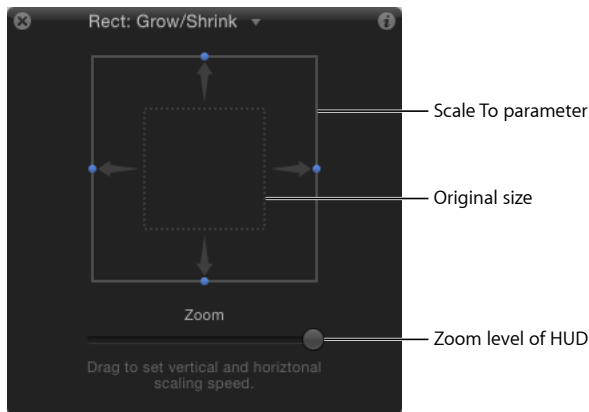 Rect: Grow/Shrink
Scale To parameter
Original size
Zoom
Zoom level of HUD
Drag to set vertical and horiztonal
scaling speed.